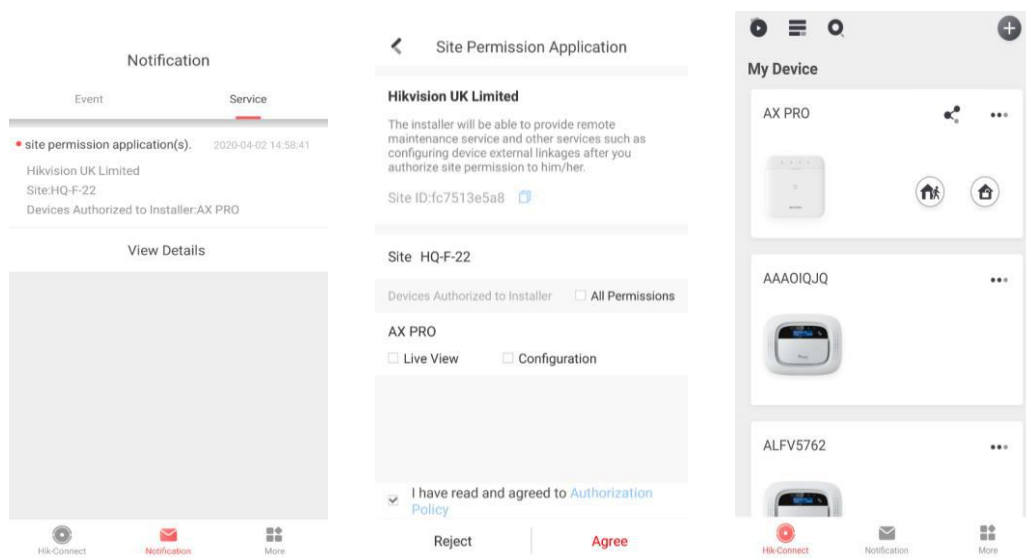 Notification
Event
Service
site permission application(s).
2020-04-02 14:58:41
Hikvision UK Limited
Site:HQ-F-22
Devices Authorized to Installer:AX PRO
View Details
Hik-Connect
Notification
More
Site Permission Application
Hikvision UK Limited
The installer will be able to provide remote
maintenance service and other services such as
configuring device external linkages after you
authorize site permission to him/her.
Site ID:fc7513e5a8
Site HQ-F-22
Devices Authorized to Installer
All Permissions
AX PRO
Live View
Configuration
I have read and agreed to Authorization
Policy
Reject
Agree
My Device
AX PRO
AAAOIQJQ
ALFV5762
Hik-Connect
Notification
More